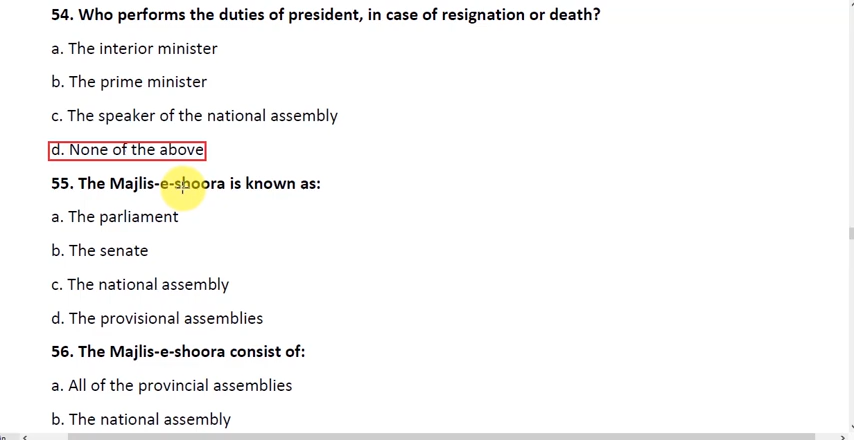 54. Who performs the duties of president, in case of resignation or death?
a. The interior minister
b. The prime minister
c. The speaker of the national assembly
d. None of the above
55. The Majlis-e-shoora is known as:
a. The parliament
b. The senate
c. The national assembly
d. The provisional assemblies
56. The Majlis-e-shoora consist of:
a. All of the provincial assemblies
b. The national assembly